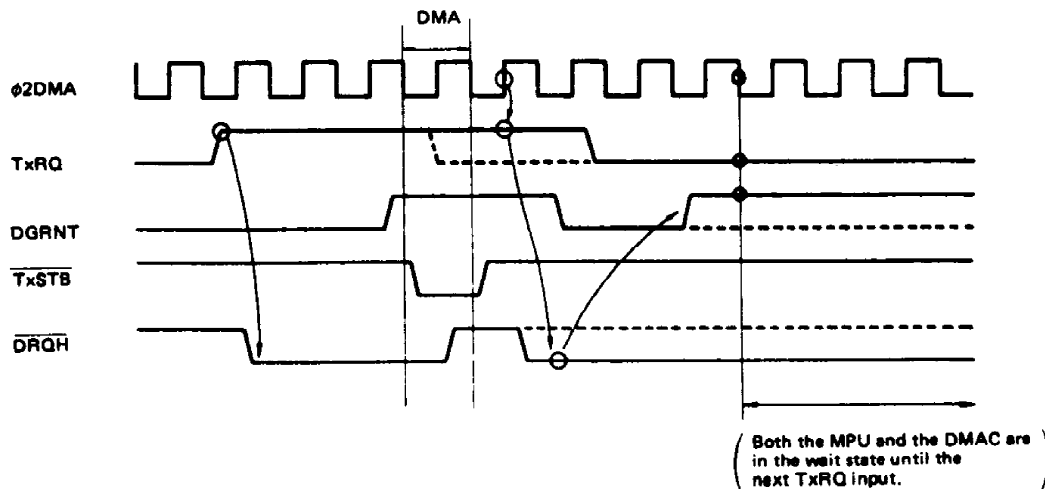 DMA
φ2DMA
TxRQ
DGRNT
TxSTB
DRQH
Both the MPU and the DMAC are
in the wait state until the
next TxRQ input.